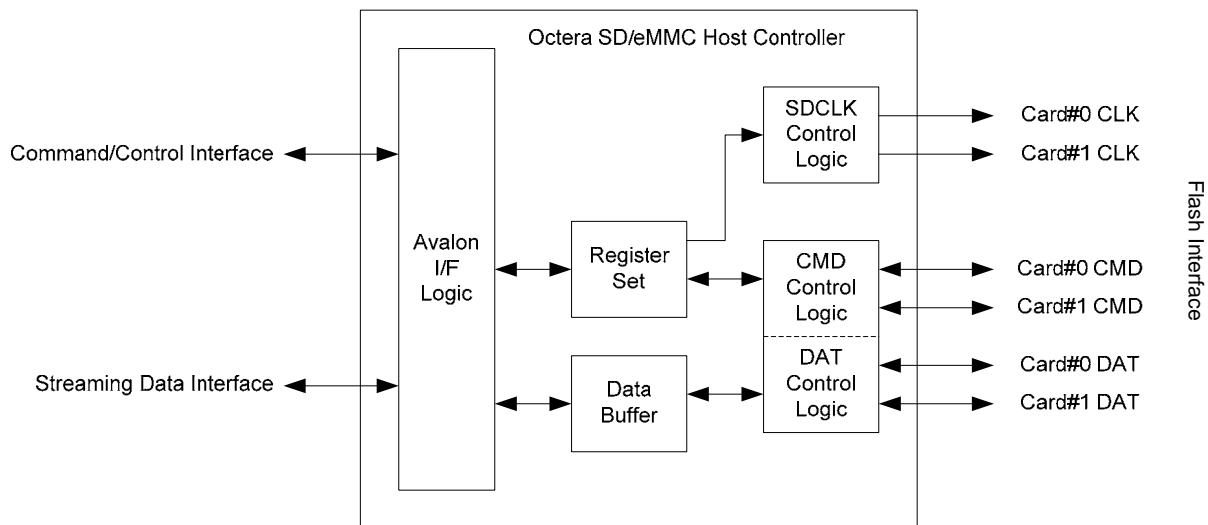 Octera SD/eMMC Host Controller
Command/Control Interface
Streaming Data Interface
Avalon
I/F
Logic
Register
Set
Data
Buffer
SDCLK
Control
Logic
CMD
Control
Logic
DAT
Control
Logic
Card#0 CLK
Card#1 CLK
Card#0 CMD
Card#1 CMD
Card#0 DAT
Card#1 DAT
Flash Interface